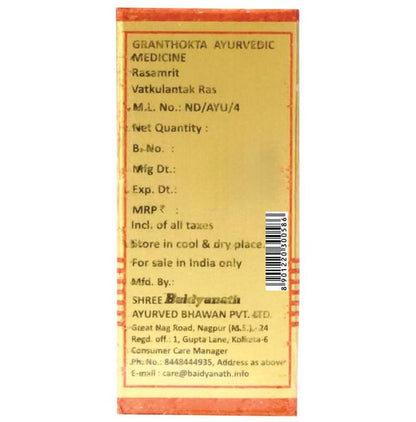 GRANTHOKTA AYURVEDIC
MEDICINE
Rasamrit
Vatkulantak Ras
M.L. No.: ND/AYU/4
Net Quantity :
B. No. :
Mfg Dt.:
Exp. Dt.:
MRP ₹ :
Incl. of all taxes
Store in cool & dry place.
For sale in India only
Mfd. By.:
SHREE Baidyanath
AYURVED BHAWAN PVT. LTD.
Great Nag Road, Nagpur (M.S.)-24
Regd. off.: 1, Gupta Lane, Kolkata-6
Consumer Care Manager
Ph. No.: 8448444935, Address as above
E-mail : care@baidyanath.info
8 901220 300586